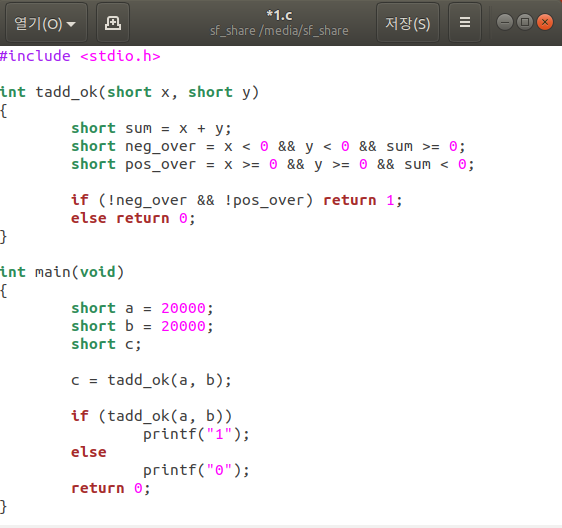 열기(O)
*1.c
sf_share /media/sf_share
저장(S)
#include <stdio.h>
int tadd_ok(short x, short y)
{
        short sum = x + y;
        short neg_over = x < 0 && y < 0 && sum >= 0;
        short pos_over = x >= 0 && y >= 0 && sum < 0;
        if (!neg_over && !pos_over) return 1;
        else return 0;
}
int main(void)
{
        short a = 20000;
        short b = 20000;
        short c;
        c = tadd_ok(a, b);
        if (tadd_ok(a, b))
                printf("1");
        else
                printf("0");
        return 0;
}